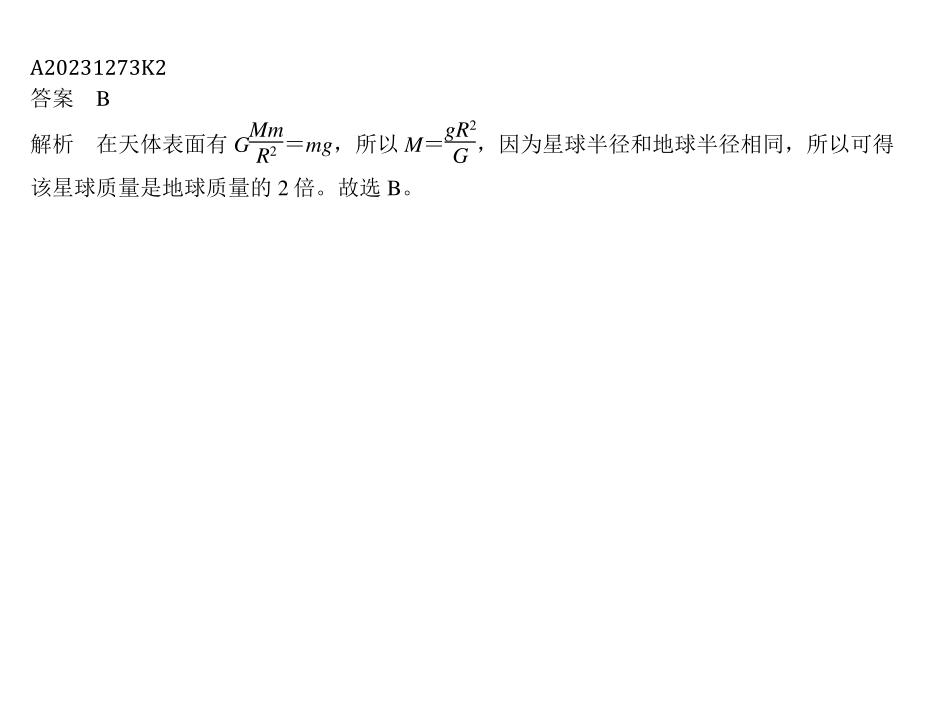 A20231273K2
答案　B
解析　在天体表面有 G\frac{Mm}{R^2}＝mg，所以 M＝\frac{gR^2}{G}，因为星球半径和地球半径相同，所以可得
该星球质量是地球质量的 2 倍。故选 B。